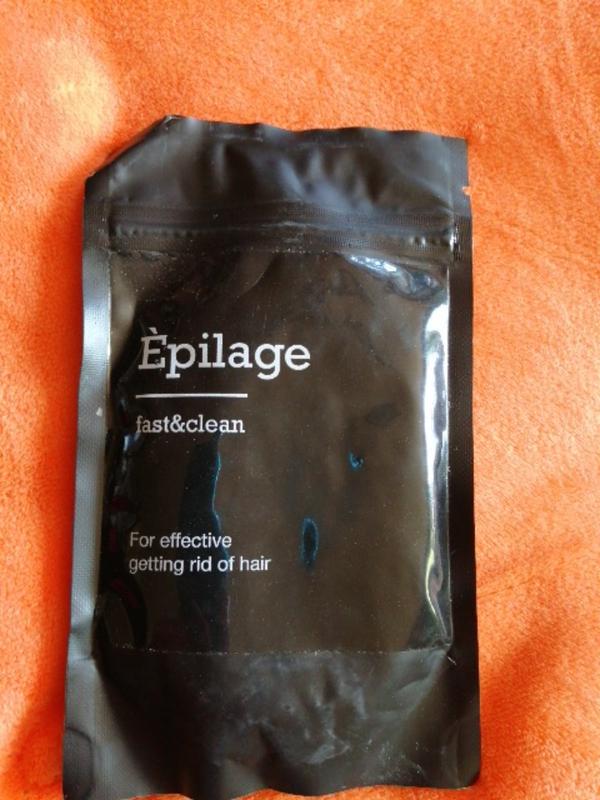 Èpilage
fast&clean
For effective
getting rid of hair